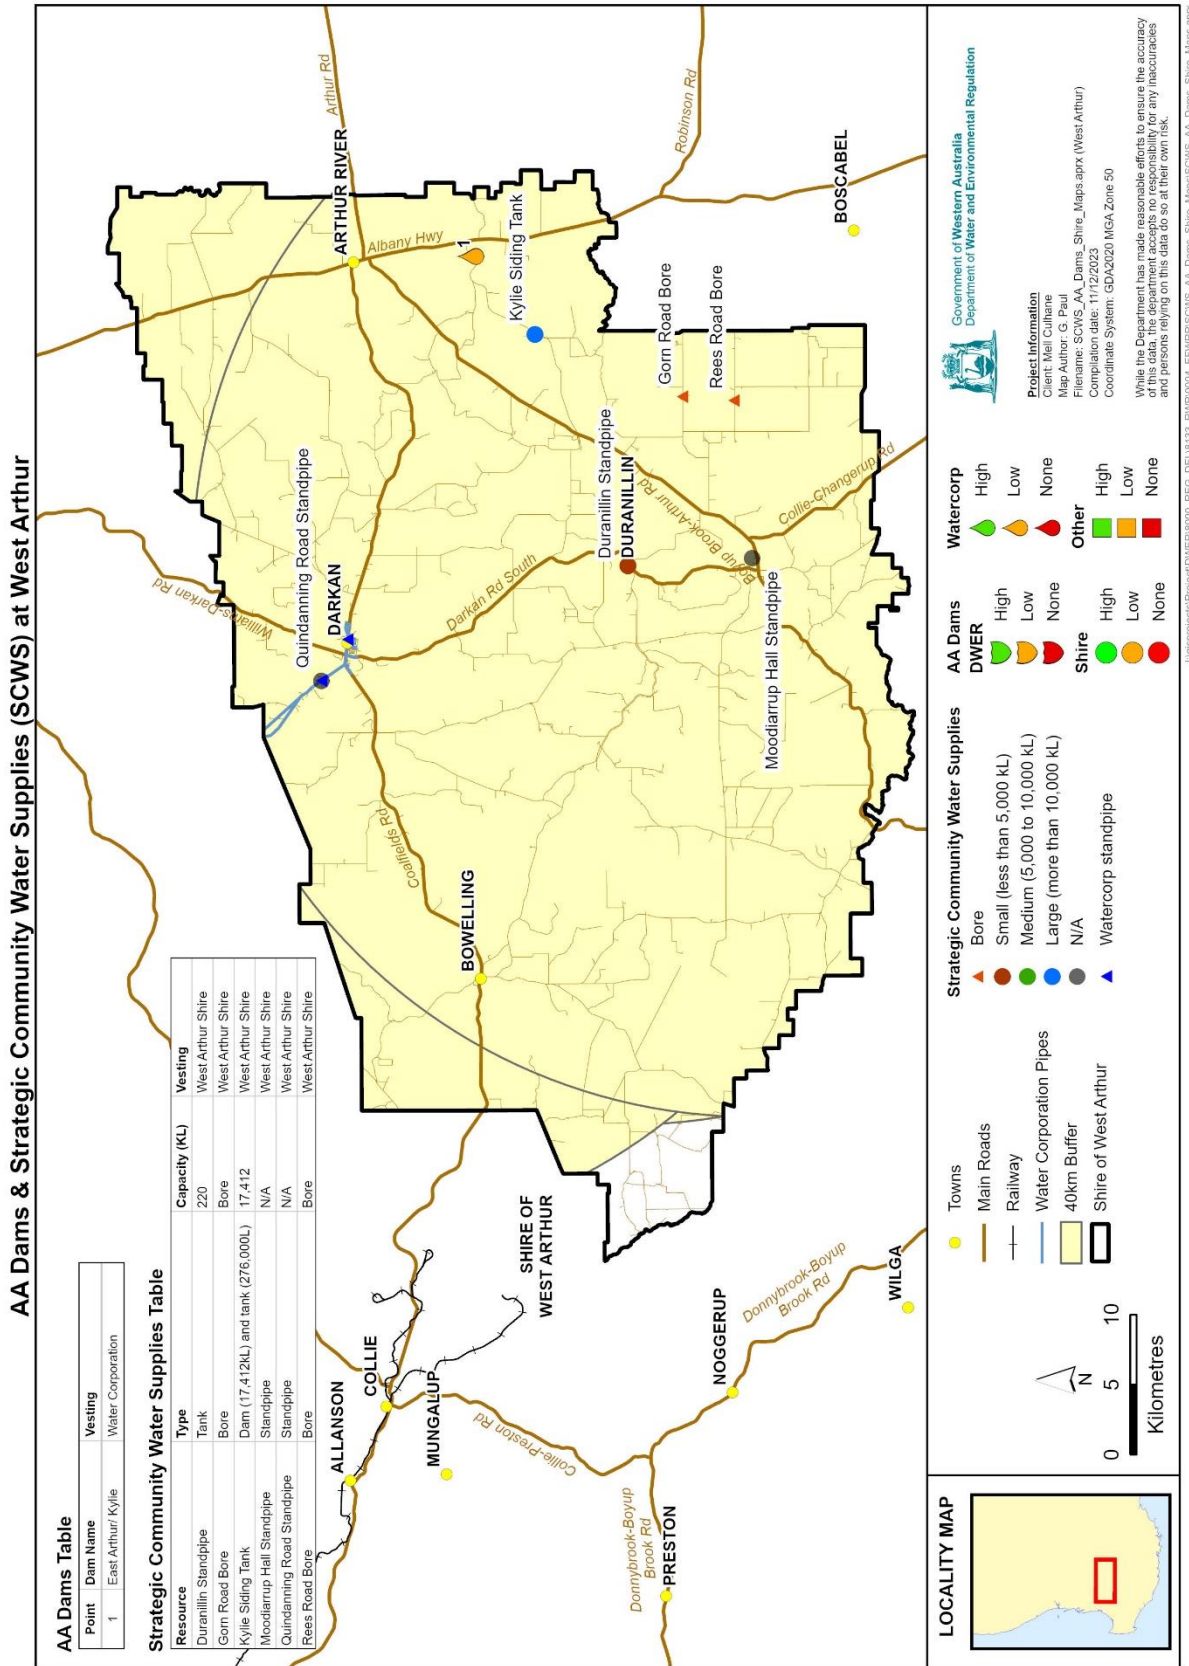 AA Dams & Strategic Community Water Supplies (SCWS) at West Arthur
AA Dams Table
Point Dam Name Vesting
1 East Arthur/ Kylie Water Corporation
Strategic Community Water Supplies Table
Resource Type Capacity (KL) Vesting
Duranillin Standpipe Tank 220 West Arthur Shire
Gorn Road Bore Bore Bore West Arthur Shire
Kylie Siding Tank Dam (17,412kL) and tank (276,000L) 17,412 West Arthur Shire
Moodiarrup Hall Standpipe Standpipe N/A West Arthur Shire
Quindanning Road Standpipe Standpipe N/A West Arthur Shire
Rees Road Bore Bore Bore West Arthur Shire
Williams-Darkan Rd
Quindanning Road Standpipe
DARKAN
Arthur Rd
ARTHUR RIVER
Albany Hwy
1
Kylie Siding Tank
Coalfields Rd
BOWELLING
Darkan Rd South
Duranillin Standpipe
DURANILLIN
Gorn Road Bore
Rees Road Bore
Robinson Rd
BOSCABEL
Boyup Brook-Arthur Rd
Moodiarrup Hall Standpipe
Collie-Changerup Rd
ALLANSON
COLLIE
MUNGALUP
SHIRE OF
WEST ARTHUR
Collie-Preston Rd
Donnybrook-Boyup
Brook Rd
PRESTON
NOGGERUP
Donnybrook-Boyup
Brook Rd
WILGA
LOCALITY MAP
N
0 5 10
Kilometres
Towns
Main Roads
Railway
Water Corporation Pipes
40km Buffer
Shire of West Arthur
Strategic Community Water Supplies
Bore
Small (less than 5,000 kL)
Medium (5,000 to 10,000 kL)
Large (more than 10,000 kL)
N/A
Watercorp standpipe
AA Dams
DWER
High
Low
None
Shire
High
Low
None
Watercorp
High
Low
None
Other
High
Low
None
Government of Western Australia
Department of Water and Environmental Regulation
Project Information
Client: Mell Culhane
Map Author: G. Paul
Filename: SCWS_AA_Dams_Shire_Maps.aprx (West Arthur)
Compilation date: 11/12/2023
Coordinate System: GDA2020 MGA Zone 50
While the Department has made reasonable efforts to ensure the accuracy
of this data, the department accepts no responsibility for any inaccuracies
and persons relying on this data do so at their own risk.